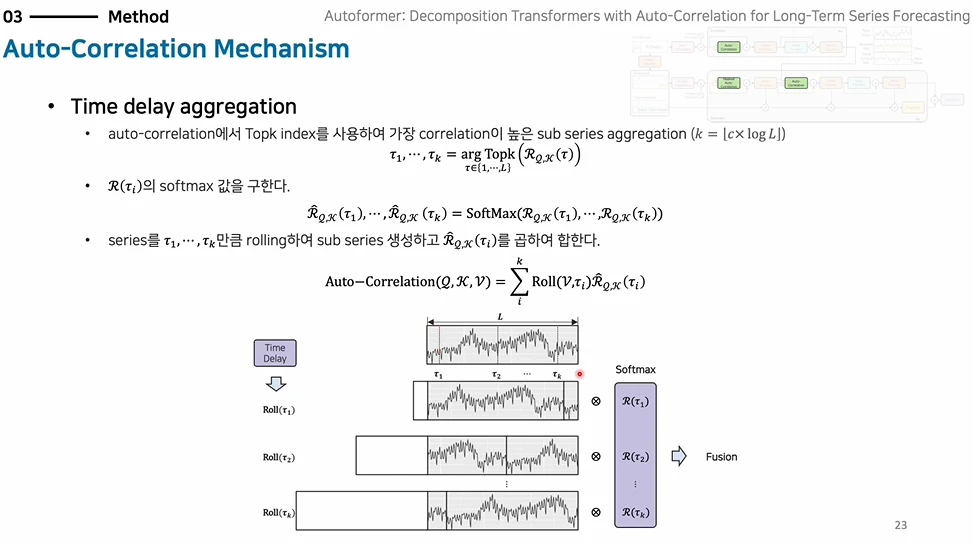 03 Method
Autoformer: Decomposition Transformers with Auto-Correlation for Long-Term Series Forecasting
Auto-Correlation Mechanism
• Time delay aggregation
• auto-correlation에서 Topk index를 사용하여 가장 correlation이 높은 sub series aggregation (k = ⌊c× log L⌋)
τ₁, ⋯, τₖ = arg Topk (ℛ_{𝒬,𝒦}(τ))
τ∈{1,⋯,L}
• ℛ(τᵢ)의 softmax 값을 구한다.
ℛ̂_{𝒬,𝒦}(τ₁), ⋯, ℛ̂_{𝒬,𝒦}(τₖ) = SoftMax(ℛ_{𝒬,𝒦}(τ₁), ⋯, ℛ_{𝒬,𝒦}(τₖ))
• series를 τ₁, ⋯, τₖ만큼 rolling하여 sub series 생성하고 ℛ̂_{𝒬,𝒦}(τᵢ)를 곱하여 합한다.
Auto−Correlation(𝒬, 𝒦, 𝒱) = ∑ᵢᵏ Roll(𝒱,τᵢ)ℛ̂_{𝒬,𝒦}(τᵢ)
L
Time
Delay
τ₁ τ₂ ⋯ τₖ
Softmax
Roll(τ₁) ⊗ ℛ(τ₁)
Roll(τ₂) ⊗ ℛ(τ₂) Fusion
⋮ ⋮
Roll(τₖ) ⊗ ℛ(τₖ)
23